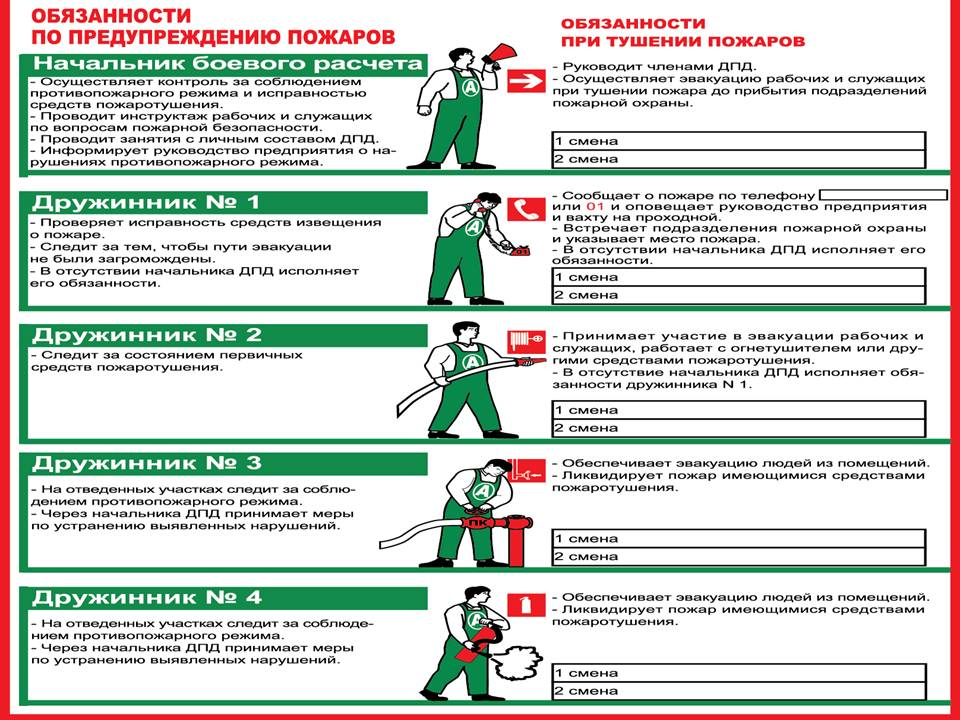 ОБЯЗАННОСТИ
ПО ПРЕДУПРЕЖДЕНИЮ ПОЖАРОВ
ОБЯЗАННОСТИ
ПРИ ТУШЕНИИ ПОЖАРОВ
Начальник боевого расчета
- Осуществляет контроль за соблюдением
противопожарного режима и исправностью
средств пожаротушения.
- Проводит инструктаж рабочих и служащих
по вопросам пожарной безопасности.
- Проводит занятия с личным составом ДПД.
- Информирует руководство предприятия о на-
рушениях противопожарного режима.
А
- Руководит членами ДПД.
- Осуществляет эвакуацию рабочих и служащих
при тушении пожара до прибытия подразделений
пожарной охраны.
1 смена
2 смена
Дружинник № 1
- Проверяет исправность средств извещения
о пожаре.
- Следит за тем, чтобы пути эвакуации
не были загромождены.
- В отсутствии начальника ДПД исполняет
его обязанности.
А
01
- Сообщает о пожаре по телефону
или 01 и оповещает руководство предприятия
и вахту на проходной.
- Встречает подразделения пожарной охраны
и указывает место пожара.
- В отсутствии начальника ДПД исполняет его
обязанности.
1 смена
2 смена
Дружинник № 2
- Следит за состоянием первичных
средств пожаротушения.
А
- Принимает участие в эвакуации рабочих и
служащих, работает с огнетушителем или дру-
гими средствами пожаротушения.
- В отсутствие начальника ДПД исполняет обя-
занности дружинника N 1.
1 смена
2 смена
Дружинник № 3
- На отведенных участках следит за соблю-
дением противопожарного режима.
- Через начальника ДПД принимает меры
по устранению выявленных нарушений.
А
ПК
- Обеспечивает эвакуацию людей из помещений.
- Ликвидирует пожар имеющимися средствами
пожаротушения.
1 смена
2 смена
Дружинник № 4
- На отведенных участках следит за соблюде-
нием противопожарного режима.
- Через начальника ДПД принимает меры
по устранению выявленных нарушений.
А
- Обеспечивает эвакуацию людей из помещений.
- Ликвидирует пожар имеющимися средствами
пожаротушения.
1 смена
2 смена